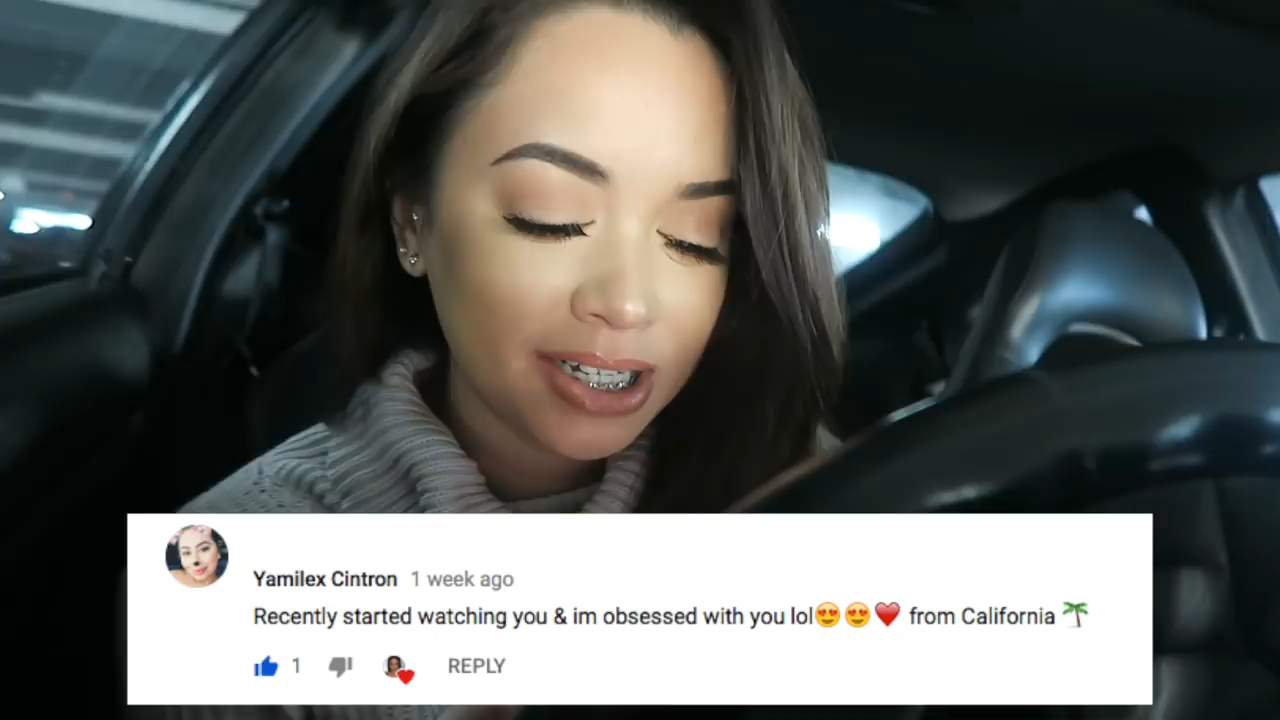 Yamilex Cintron 1 week ago
Recently started watching you & im obsessed with you lol😍😍❤️ from California 🌴
1 REPLY